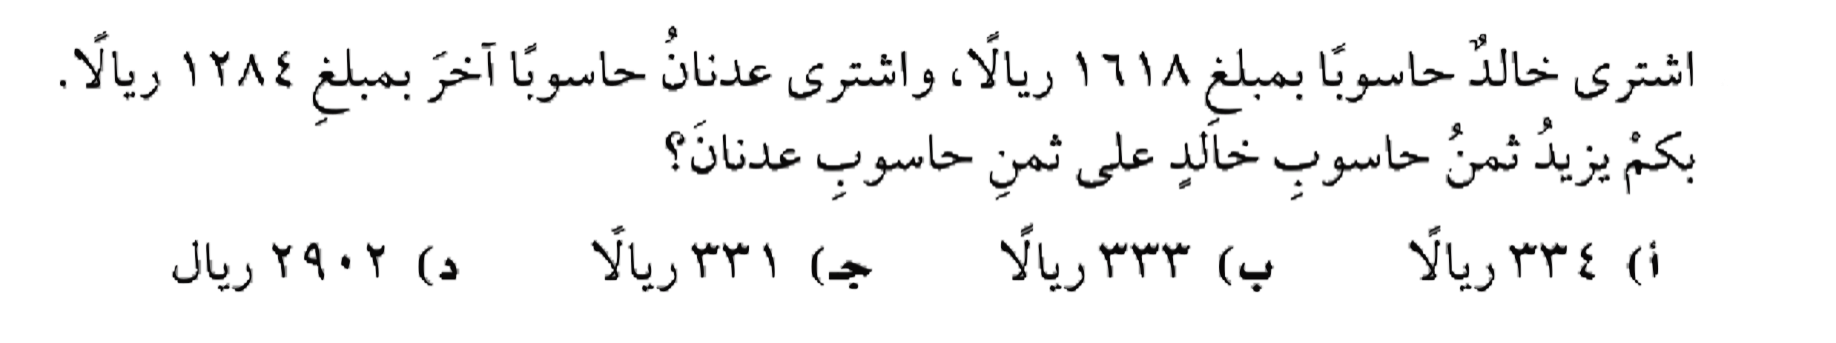 اشترى خالدٌ حاسوبًا بمبلغِ ١٦١٨ ريالًا، واشترى عدنانُ حاسوبًا آخرَ بمبلغِ ١٢٨٤ ريالًا.
بكمْ يزيدُ ثمنُ حاسوبِ خالدٍ على ثمنِ حاسوبِ عدنانَ؟
أ) ٣٣٤ ريالًا ب) ٣٣٣ ريالًا جـ) ٣٣١ ريالًا د) ٢٩٠٢ ريال